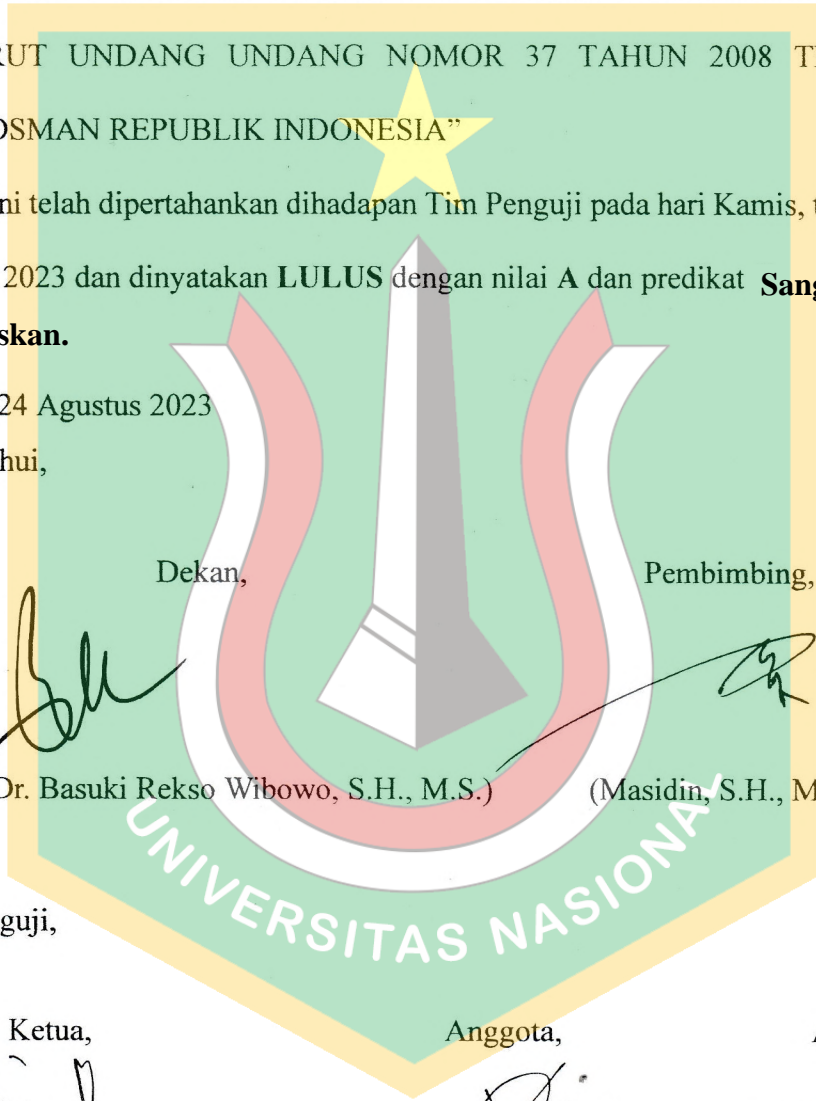 RUT UNDANG UNDANG NOMOR 37 TAHUN 2008 T
OSMAN REPUBLIK INDONESIA”
ni telah dipertahankan dihadapan Tim Penguji pada hari Kamis, t
2023 dan dinyatakan LULUS dengan nilai A dan predikat Sang
skan.
24 Agustus 2023
hui,
Dekan, Pembimbing,
Dr. Basuki Rekso Wibowo, S.H., M.S.) (Masidin, S.H., M
UNIVERSITAS NASIONAL
guji,
Ketua, Anggota,